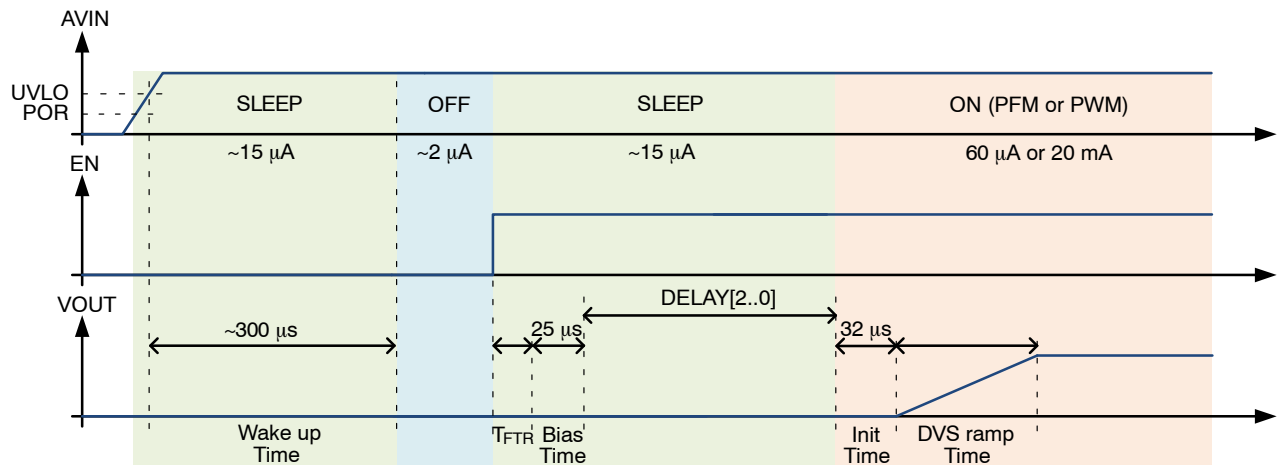 AVIN
UVLO
POR
SLEEP
OFF
SLEEP
ON (PFM or PWM)
~15 μA
~2 μA
~15 μA
60 μA or 20 mA
EN
VOUT
DELAY[2..0]
~300 μs
25 μs
32 μs
Wake up
Time
TFTR
Bias
Time
Init
Time
DVS ramp
Time